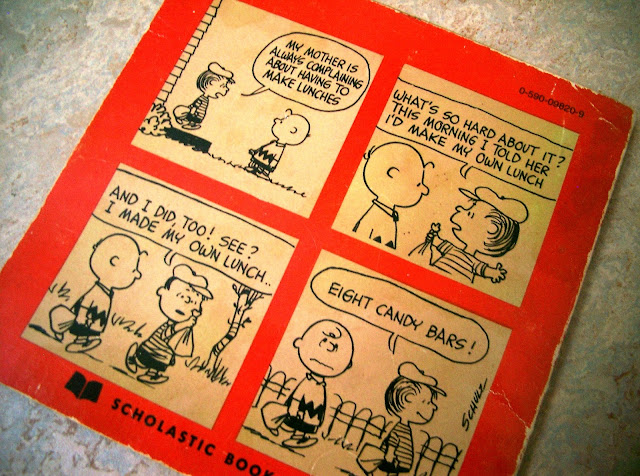 MY MOTHER IS
ALWAYS COMPLAINING
ABOUT HAVING TO
MAKE LUNCHES
0-590-09820-9
WHAT'S SO HARD ABOUT IT?
THIS MORNING I TOLD HER
I'D MAKE MY OWN LUNCH
AND I DID TOO! SEE?
I MADE MY OWN LUNCH..
EIGHT CANDY BARS!
SCHULZ
SCHOLASTIC BOOK